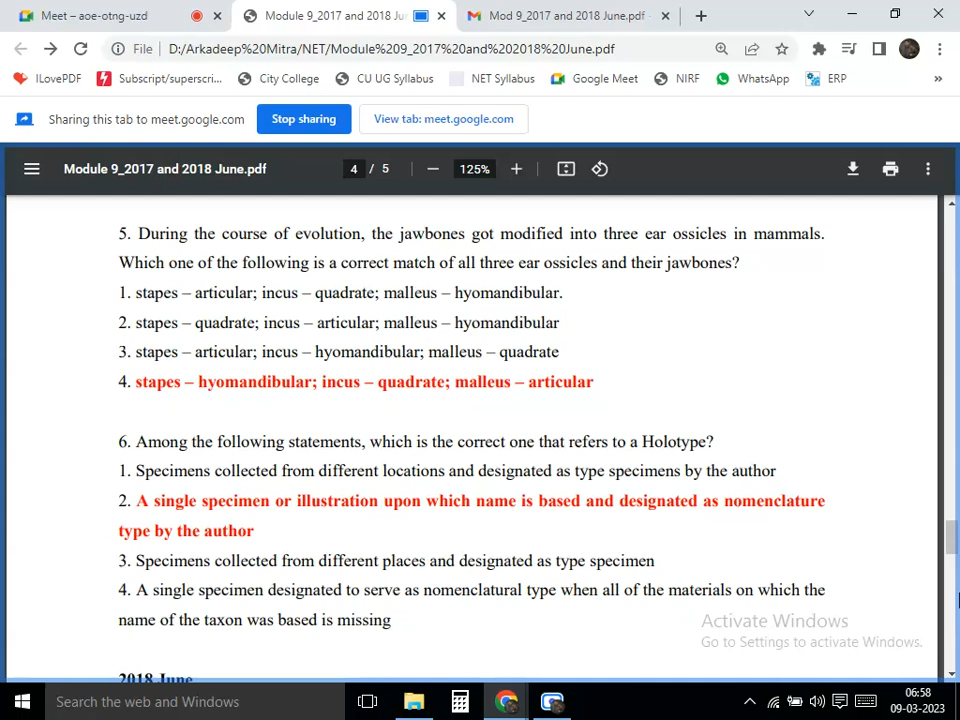 Meet – aoe-otng-uzd
Module 9_2017 and 2018 Ju
Mod 9_2017 and 2018 June.pdf -
File D:/Arkadeep%20Mitra/NET/Module%209_2017%20and%202018%20June.pdf
ILovePDF Subscript/superscri... City College CU UG Syllabus NET Syllabus Google Meet NIRF WhatsApp ERP »
Sharing this tab to meet.google.com Stop sharing View tab: meet.google.com
Module 9_2017 and 2018 June.pdf 4 / 5 125%
5. During the course of evolution, the jawbones got modified into three ear ossicles in mammals.
Which one of the following is a correct match of all three ear ossicles and their jawbones?
1. stapes – articular; incus – quadrate; malleus – hyomandibular.
2. stapes – quadrate; incus – articular; malleus – hyomandibular
3. stapes – articular; incus – hyomandibular; malleus – quadrate
4. stapes – hyomandibular; incus – quadrate; malleus – articular
6. Among the following statements, which is the correct one that refers to a Holotype?
1. Specimens collected from different locations and designated as type specimens by the author
2. A single specimen or illustration upon which name is based and designated as nomenclature
type by the author
3. Specimens collected from different places and designated as type specimen
4. A single specimen designated to serve as nomenclatural type when all of the materials on which the
name of the taxon was based is missing
Activate Windows
Go to Settings to activate Windows.
2018 June
Search the web and Windows
06:58
09-03-2023